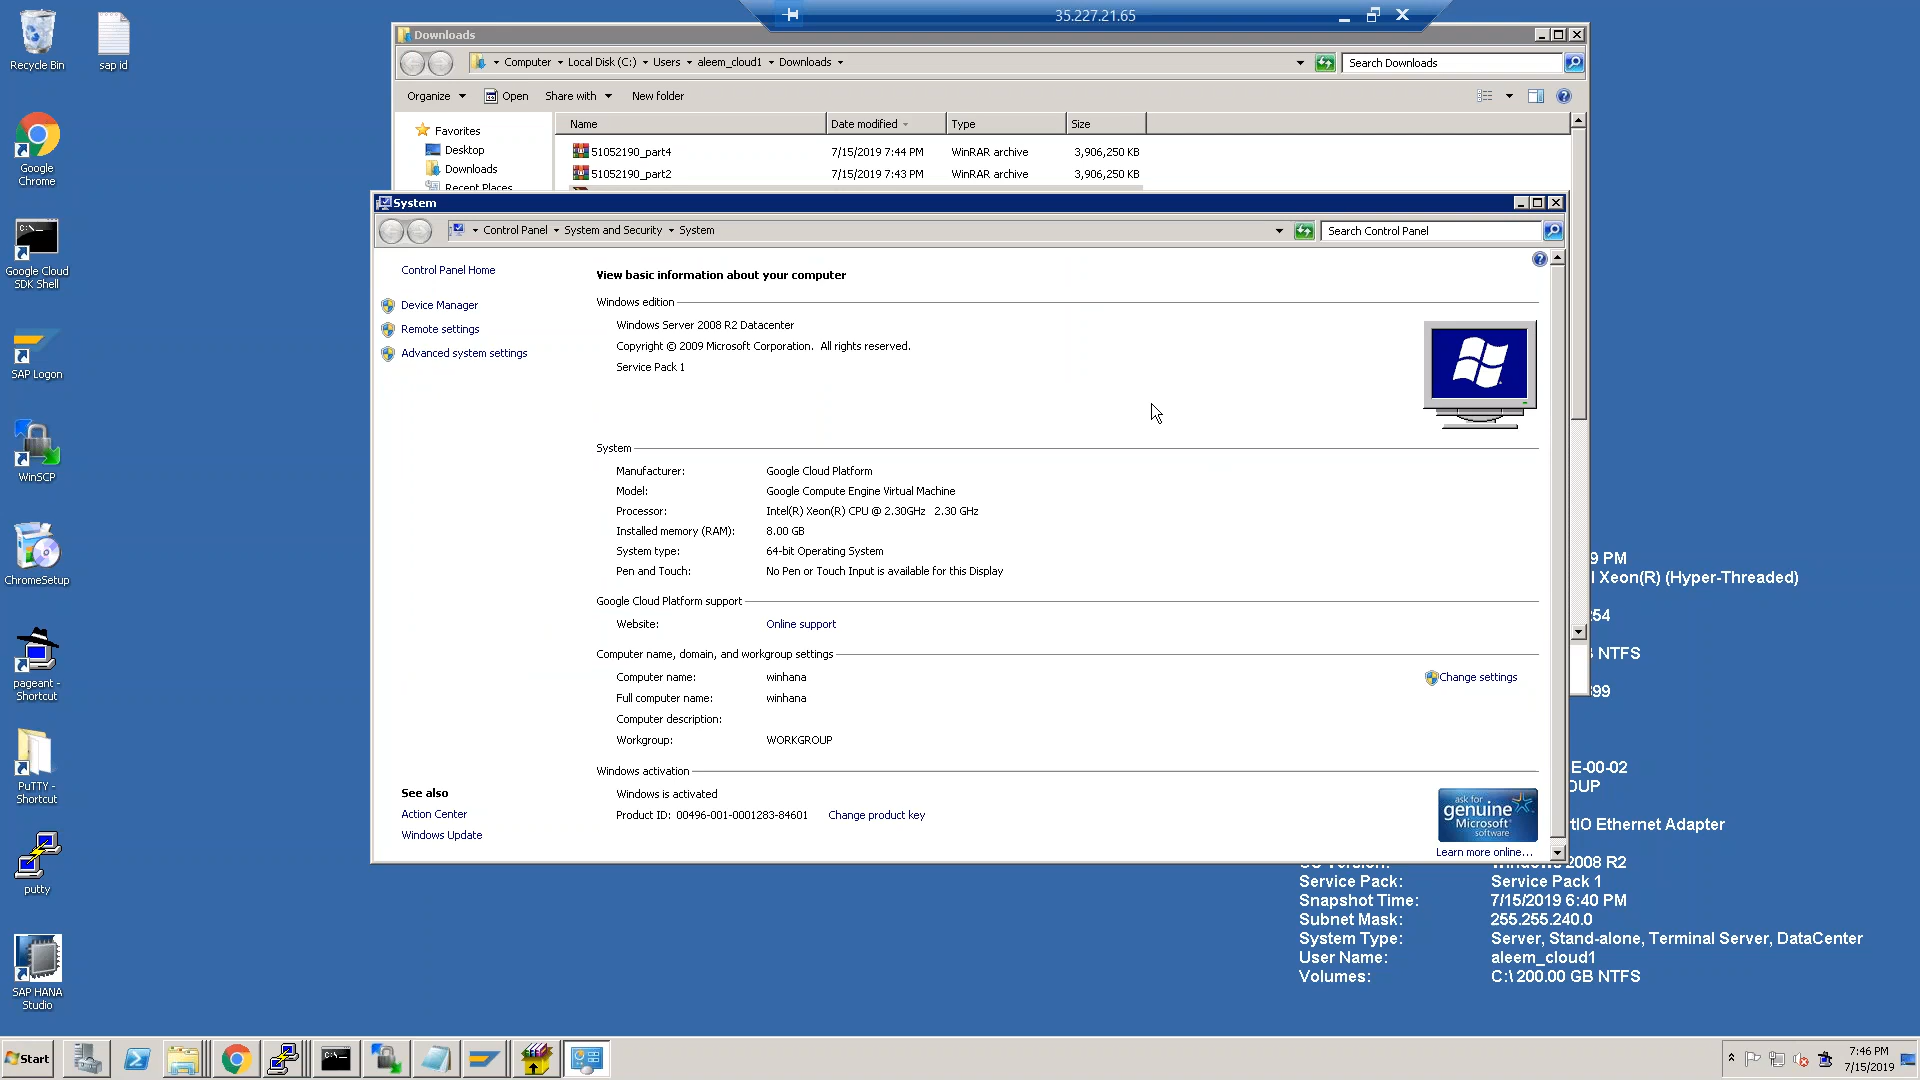 35.227.21.65
Recycle Bin
sap id
Google Chrome
Google Cloud SDK Shell
SAP Logon
WinSCP
ChromeSetup
pageant - Shortcut
PuTTY - Shortcut
putty
SAP HANA Studio
Downloads
Computer Local Disk (C:) Users aleem_cloud1 Downloads
Search Downloads
Organize Open Share with New folder
Favorites
Desktop
Downloads
Recent Places
Name Date modified Type Size
51052190_part4 7/15/2019 7:44 PM WinRAR archive 3,906,250 KB
51052190_part2 7/15/2019 7:43 PM WinRAR archive 3,906,250 KB
System
Control Panel System and Security System
Search Control Panel
Control Panel Home
Device Manager
Remote settings
Advanced system settings
See also
Action Center
Windows Update
View basic information about your computer
Windows edition
Windows Server 2008 R2 Datacenter
Copyright © 2009 Microsoft Corporation. All rights reserved.
Service Pack 1
System
Manufacturer: Google Cloud Platform
Model: Google Compute Engine Virtual Machine
Processor: Intel(R) Xeon(R) CPU @ 2.30GHz 2.30 GHz
Installed memory (RAM): 8.00 GB
System type: 64-bit Operating System
Pen and Touch: No Pen or Touch Input is available for this Display
Google Cloud Platform support
Website: Online support
Computer name, domain, and workgroup settings
Computer name: winhana
Change settings
Full computer name: winhana
Computer description:
Workgroup: WORKGROUP
Windows activation
Windows is activated
Product ID: 00496-001-0001283-84601 Change product key
ask for
genuine
Microsoft
software
Learn more online...
9 PM
l Xeon(R) (Hyper-Threaded)
54
NTFS
99
E-00-02
OUP
tIO Ethernet Adapter
2008 R2
Service Pack: Service Pack 1
Snapshot Time: 7/15/2019 6:40 PM
Subnet Mask: 255.255.240.0
System Type: Server, Stand-alone, Terminal Server, DataCenter
User Name: aleem_cloud1
Volumes: C:\ 200.00 GB NTFS
Start
7:46 PM
7/15/2019